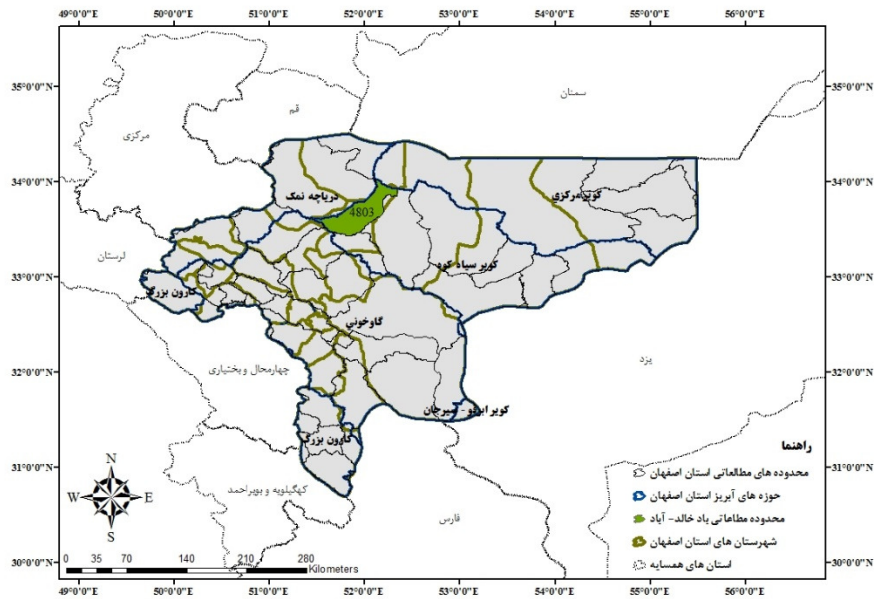 49°0'0"E 50°0'0"E 51°0'0"E 52°0'0"E 53°0'0"E 54°0'0"E 55°0'0"E 56°0'0"E
35°0'0"N 35°0'0"N
34°0'0"N 34°0'0"N
33°0'0"N 33°0'0"N
32°0'0"N 32°0'0"N
31°0'0"N 31°0'0"N
30°0'0"N 30°0'0"N
سمنان
قم
مرکزی
دریاچه نمک
کویر مرکزي
4803
لرستان
کویر سیاه کوه
کارون بزرگ
گاوخوني
چهارمحال و بختیاری
یزد
کویر ابرقو - سیرجان
کارون بزرگ
کهگیلویه و بویراحمد
فارس
راهنما
محدوده های مطالعاتی استان اصفهان
حوزه های آبریز استان اصفهان
محدوده مطاعاتی باد خالد- آباد
شهرستان های استان اصفهان
استان های همسایه
N
W E
S
0 35 70 140 210 280
Kilometers
49°0'0"E 50°0'0"E 51°0'0"E 52°0'0"E 53°0'0"E 54°0'0"E 55°0'0"E 56°0'0"E